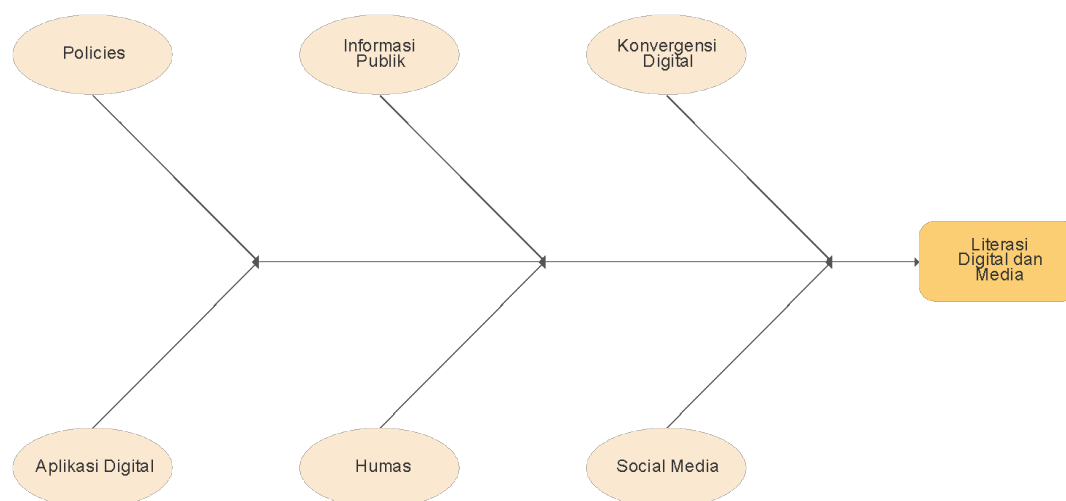 Policies
Informasi
Publik
Konvergensi
Digital
Literasi
Digital dan
Media
Aplikasi Digital
Humas
Social Media